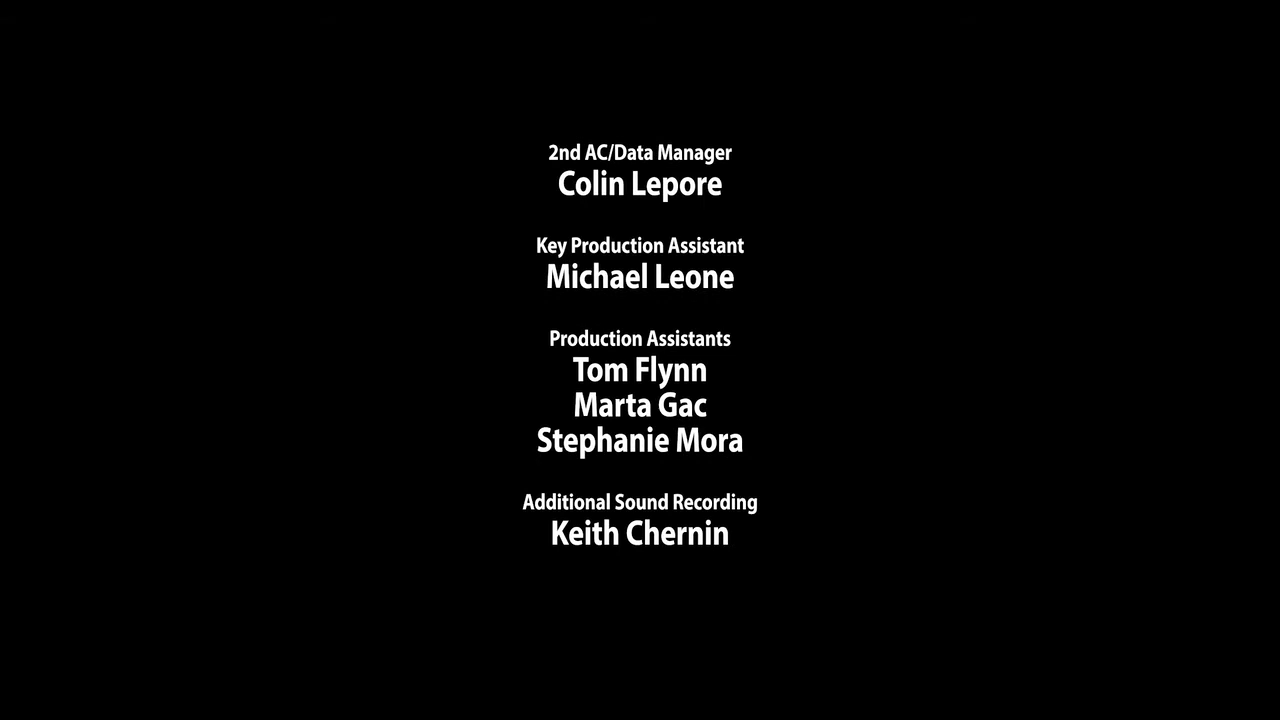 2nd AC/Data Manager
Colin Lepore
Key Production Assistant
Michael Leone
Production Assistants
Tom Flynn
Marta Gac
Stephanie Mora
Additional Sound Recording
Keith Chernin